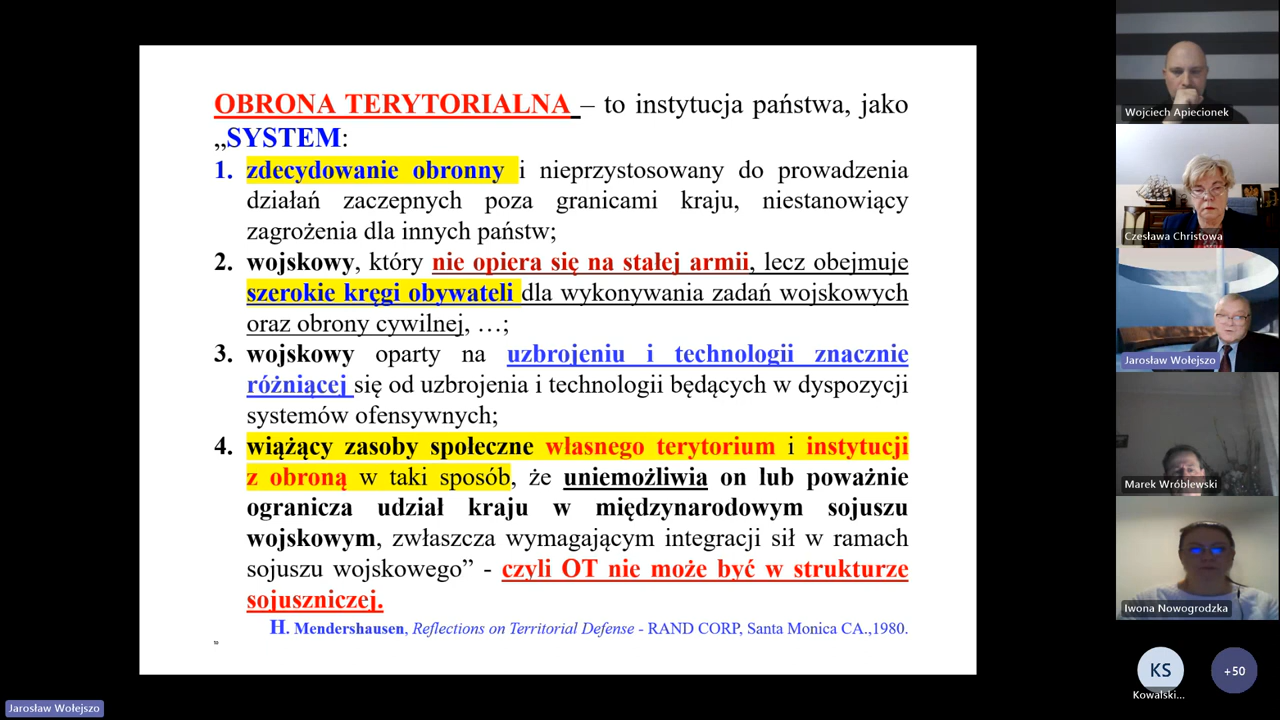 OBRONA TERYTORIALNA – to instytucja państwa, jako
„SYSTEM:
1. zdecydowanie obronny i nieprzystosowany do prowadzenia
działań zaczepnych poza granicami kraju, niestanowiący
zagrożenia dla innych państw;
2. wojskowy, który nie opiera się na stałej armii, lecz obejmuje
szerokie kręgi obywateli dla wykonywania zadań wojskowych
oraz obrony cywilnej, …;
3. wojskowy oparty na uzbrojeniu i technologii znacznie
różniącej się od uzbrojenia i technologii będących w dyspozycji
systemów ofensywnych;
4. wiążący zasoby społeczne własnego terytorium i instytucji
z obroną w taki sposób, że uniemożliwia on lub poważnie
ogranicza udział kraju w międzynarodowym sojuszu
wojskowym, zwłaszcza wymagającym integracji sił w ramach
sojuszu wojskowego” - czyli OT nie może być w strukturze
sojuszniczej.
H. Mendershausen, Reflections on Territorial Defense - RAND CORP, Santa Monica CA.,1980.
Wojciech Apiecionek
Czesława Christowa
Jarosław Wołejszo
Marek Wróblewski
Iwona Nowogrodzka
KS
+50
Kowalski...
Jarosław Wołejszo